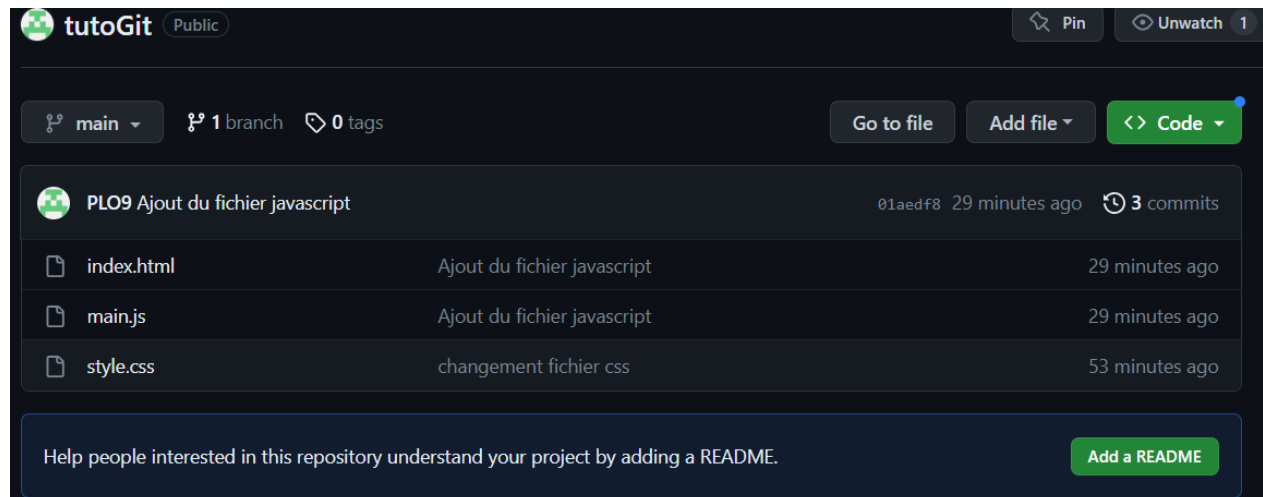 tutoGit Public Pin Unwatch 1
main 1 branch 0 tags Go to file Add file <> Code
PLO9 Ajout du fichier javascript 01aedf8 29 minutes ago 3 commits
index.html Ajout du fichier javascript 29 minutes ago
main.js Ajout du fichier javascript 29 minutes ago
style.css changement fichier css 53 minutes ago
Help people interested in this repository understand your project by adding a README. Add a README